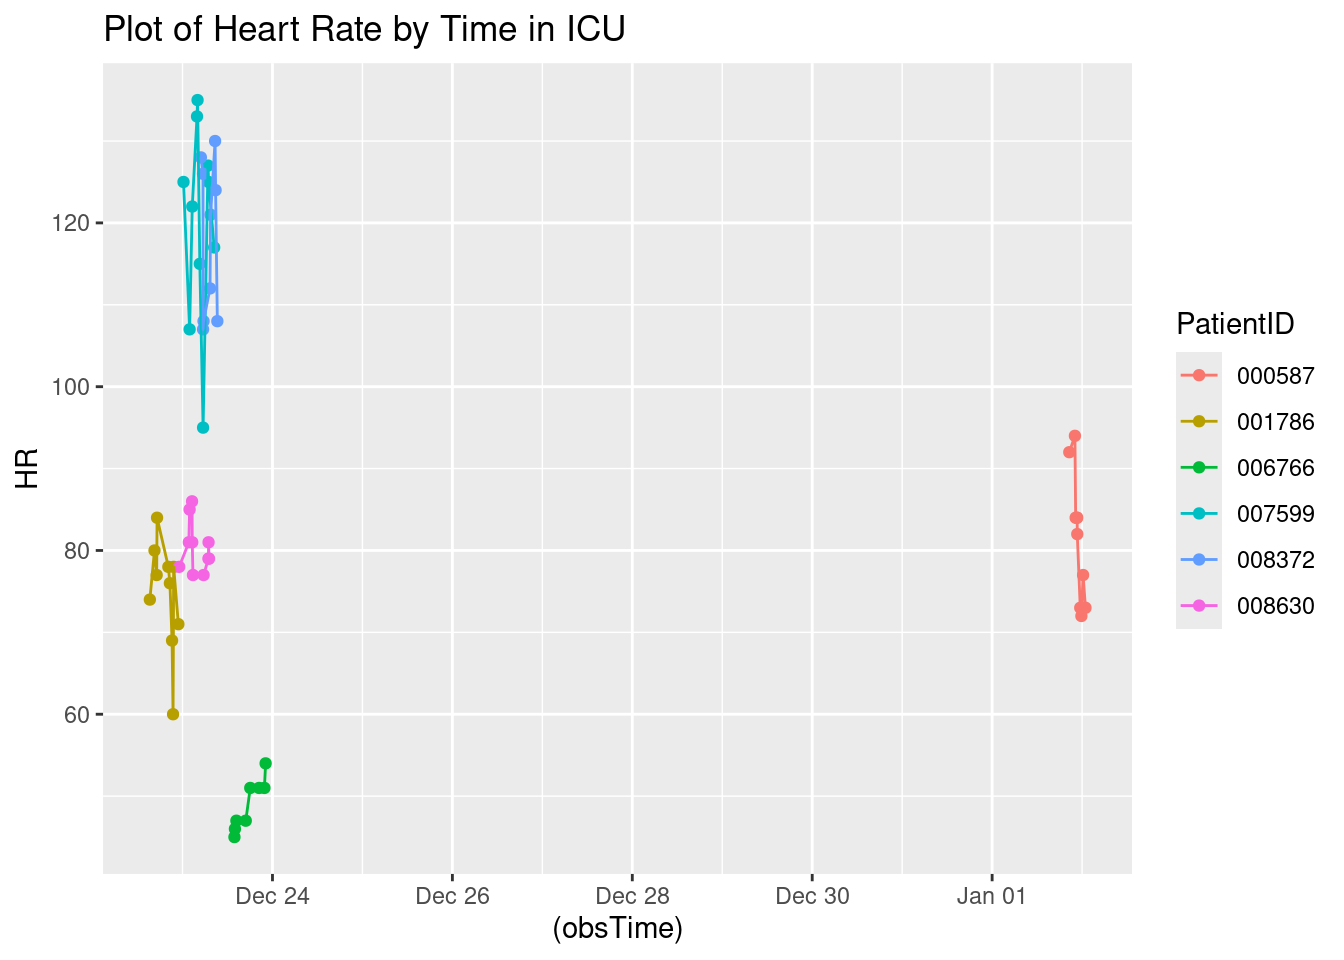 Plot of Heart Rate by Time in ICU
HR
120
100
80
60
Dec 24
Dec 26
Dec 28
Dec 30
Jan 01
(obsTime)
PatientID
000587
001786
006766
007599
008372
008630